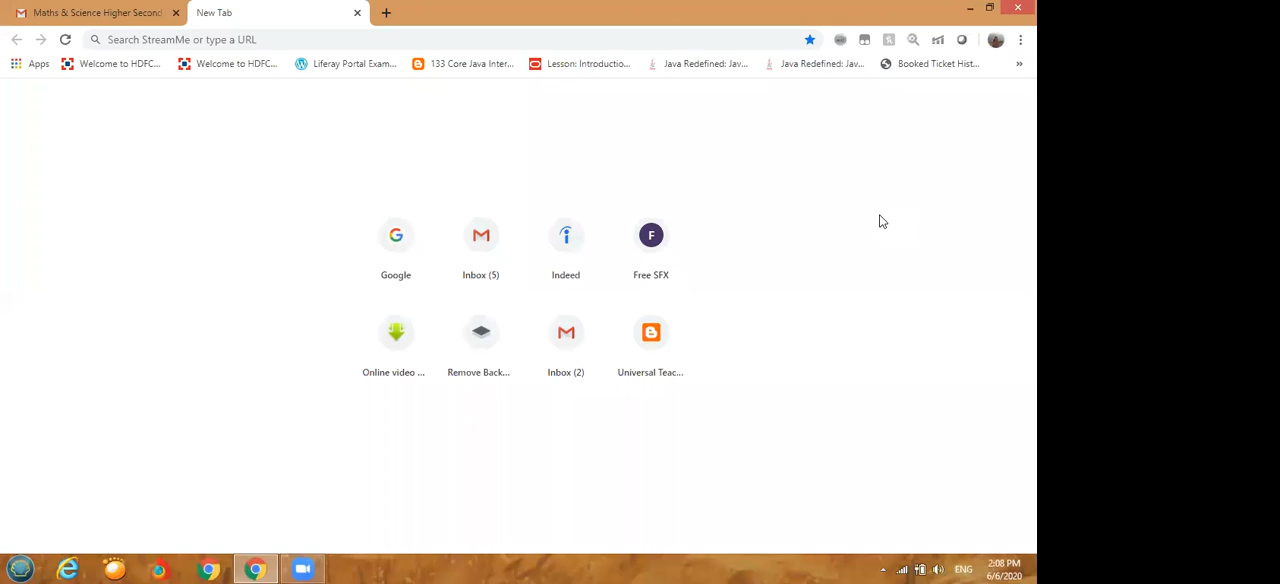 Maths & Science Higher Second
New Tab
Search StreamMe or type a URL
Apps
Welcome to HDFC...
Welcome to HDFC...
Liferay Portal Exam...
133 Core Java Inter...
Lesson: Introductio...
Java Redefined: Jav...
Java Redefined: Jav...
Booked Ticket Hist...
»
Google
Inbox (5)
Indeed
F
Free SFX
Online video ...
Remove Back...
Inbox (2)
Universal Teac...
ENG
2:08 PM
6/6/2020